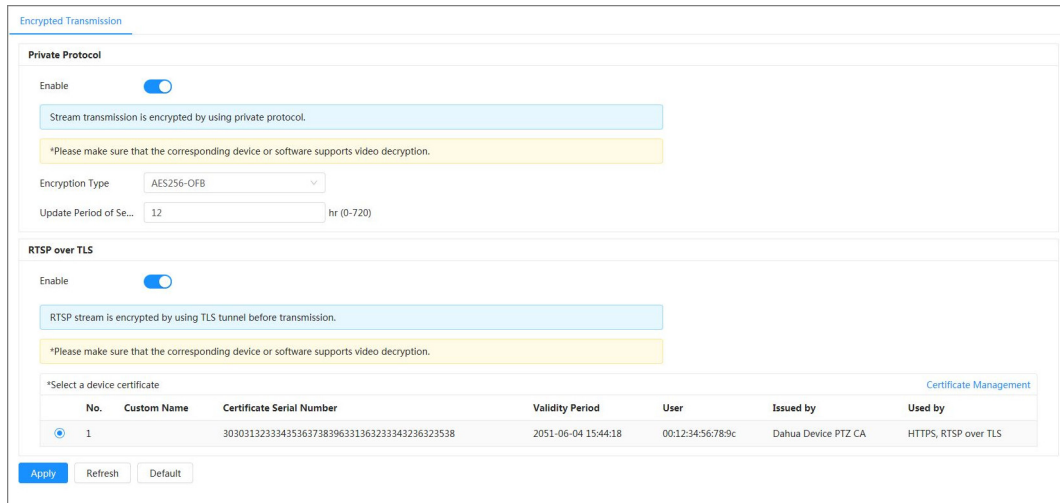 Encrypted Transmission
Private Protocol
Enable
Stream transmission is encrypted by using private protocol.
*Please make sure that the corresponding device or software supports video decryption.
Encryption Type AES256-OFB
Update Period of Se... 12 hr (0-720)
RTSP over TLS
Enable
RTSP stream is encrypted by using TLS tunnel before transmission.
*Please make sure that the corresponding device or software supports video decryption.
*Select a device certificate Certificate Management
No. Custom Name Certificate Serial Number Validity Period User Issued by Used by
1 3030313233343536373839633136323334323632353​8 2051-06-04 15:44:18 00:12:34:56:78:9c Dahua Device PTZ CA HTTPS, RTSP over TLS
Apply Refresh Default